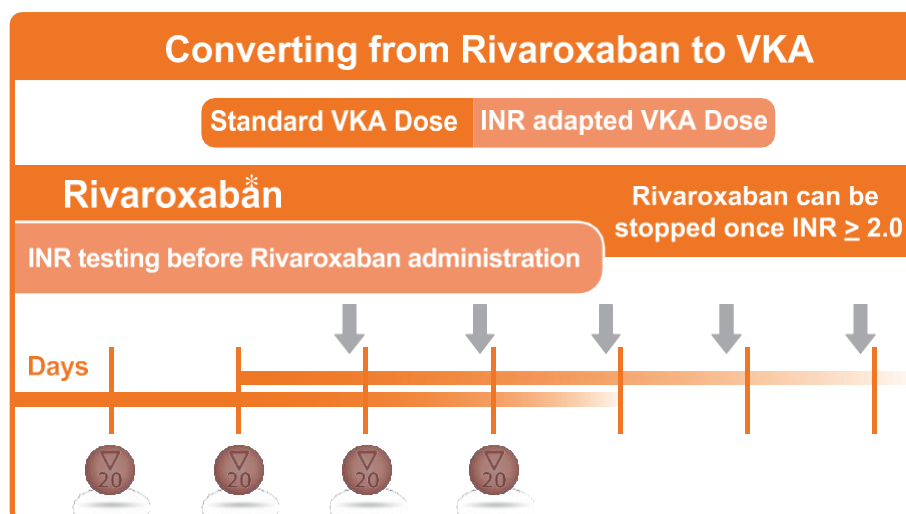 Converting from Rivaroxaban to VKA
Standard VKA Dose
INR adapted VKA Dose
Rivaroxaban*
Rivaroxaban can be
stopped once INR ≥ 2.0
INR testing before Rivaroxaban administration
Days
20
20
20
20